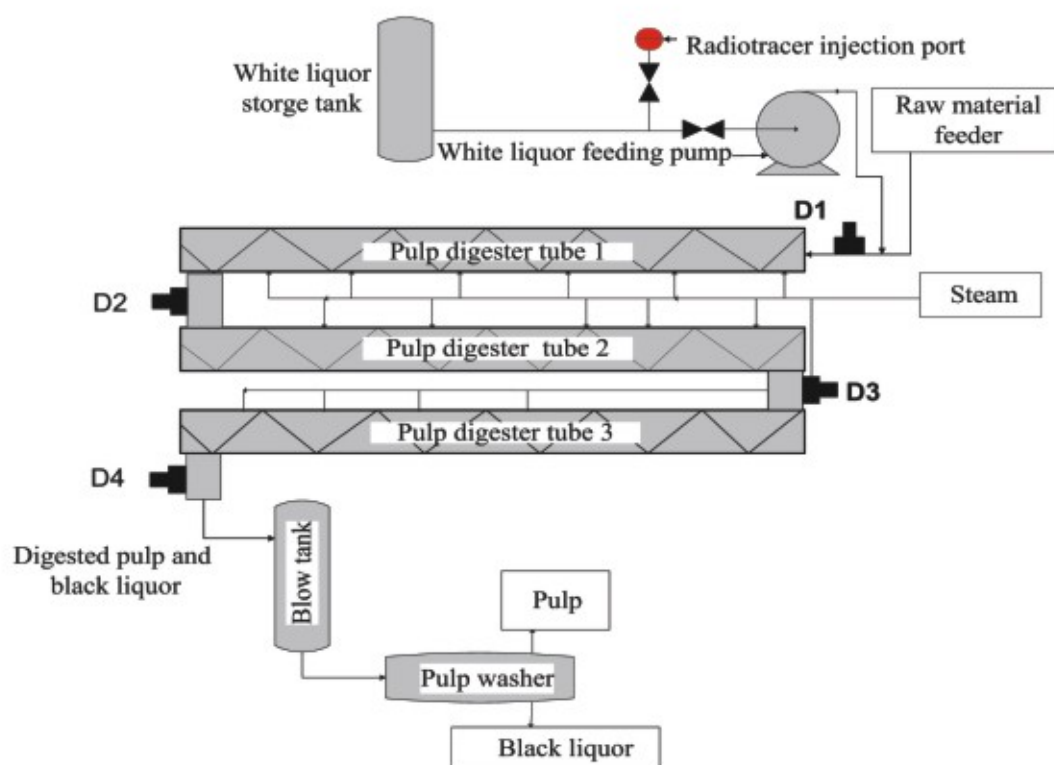 Radiotracer injection port
White liquor
storge tank
Raw material
feeder
White liquor feeding pump
D1
Pulp digester tube 1
D2
Steam
Pulp digester tube 2
D3
Pulp digester tube 3
D4
Digested pulp and
black liquor
Blow tank
Pulp
Pulp washer
Black liquor